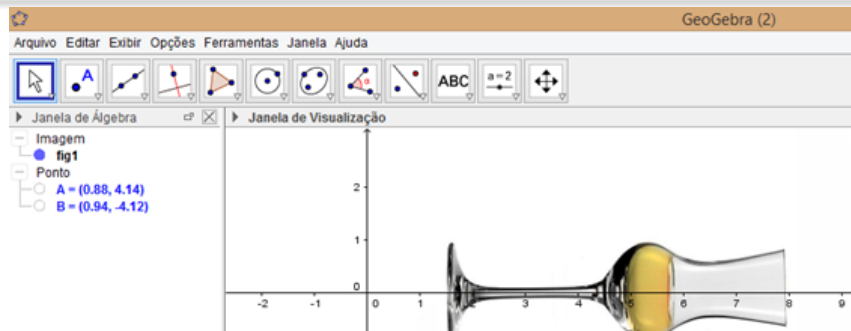 GeoGebra (2)
Arquivo Editar Exibir Opções Ferramentas Janela Ajuda
A
α
ABC
a=2
Janela de Álgebra
Janela de Visualização
Imagem
fig1
Ponto
A = (0.88, 4.14)
B = (0.94, -4.12)
2
1
0
-2 -1 0 1 2 3 4 5 6 7 8 9